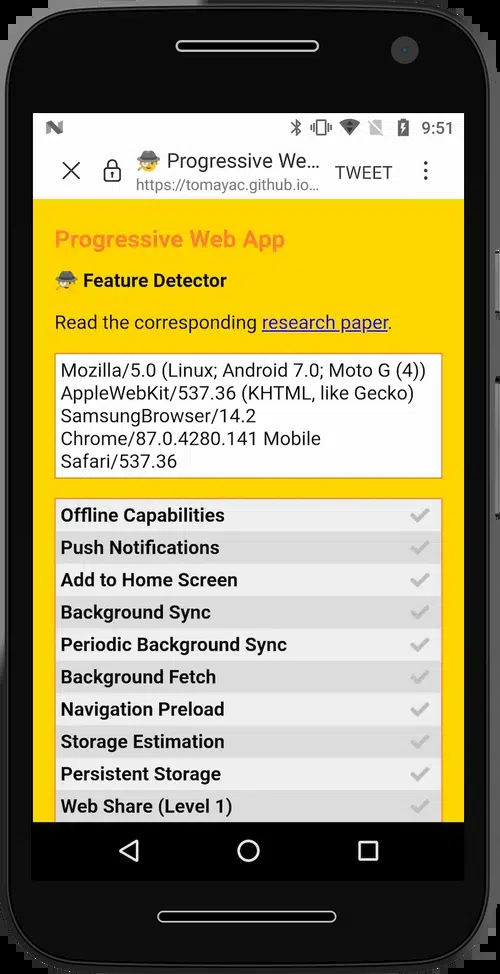 9:51
Progressive We...
https://tomayac.github.io...
TWEET
Progressive Web App
Feature Detector
Read the corresponding research paper.
Mozilla/5.0 (Linux; Android 7.0; Moto G (4))
AppleWebKit/537.36 (KHTML, like Gecko)
SamsungBrowser/14.2
Chrome/87.0.4280.141 Mobile
Safari/537.36
Offline Capabilities
Push Notifications
Add to Home Screen
Background Sync
Periodic Background Sync
Background Fetch
Navigation Preload
Storage Estimation
Persistent Storage
Web Share (Level 1)